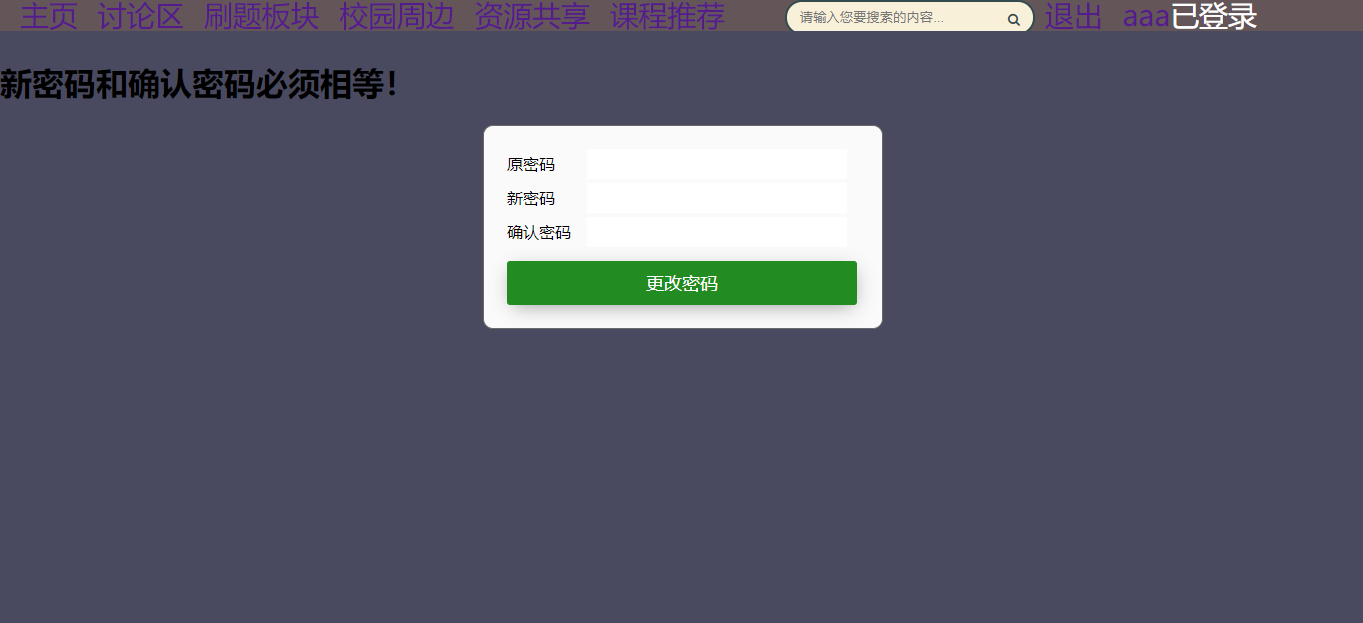 主页 讨论区 刷题板块 校园周边 资源共享 课程推荐 请输入您要搜索的内容... 退出 aaa已登录
新密码和确认密码必须相等！
原密码
新密码
确认密码
更改密码